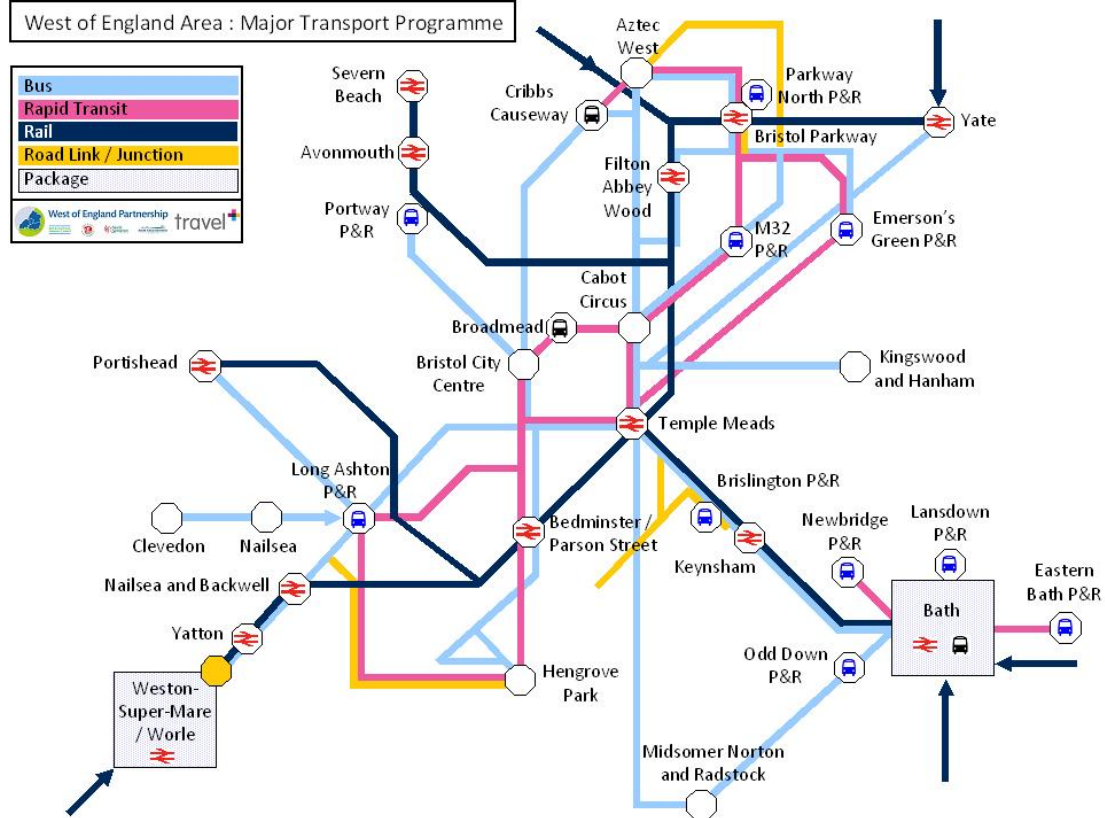 West of England Area : Major Transport Programme
Bus
Rapid Transit
Rail
Road Link / Junction
Package
West of England Partnership
travel+
Severn
Beach
Avonmouth
Portway
P&R
Aztec
West
Cribbs
Causeway
Parkway
North P&R
Bristol Parkway
Yate
Filton
Abbey
Wood
M32
P&R
Emerson's
Green P&R
Cabot
Circus
Broadmead
Bristol City
Centre
Kingswood
and Hanham
Portishead
Temple Meads
Long Ashton
P&R
Clevedon
Nailsea
Bedminster /
Parson Street
Brislington P&R
Keynsham
Newbridge
P&R
Lansdown
P&R
Eastern
Bath P&R
Bath
Nailsea and Backwell
Yatton
Weston-
Super-Mare
/ Worle
Hengrove
Park
Odd Down
P&R
Midsomer Norton
and Radstock